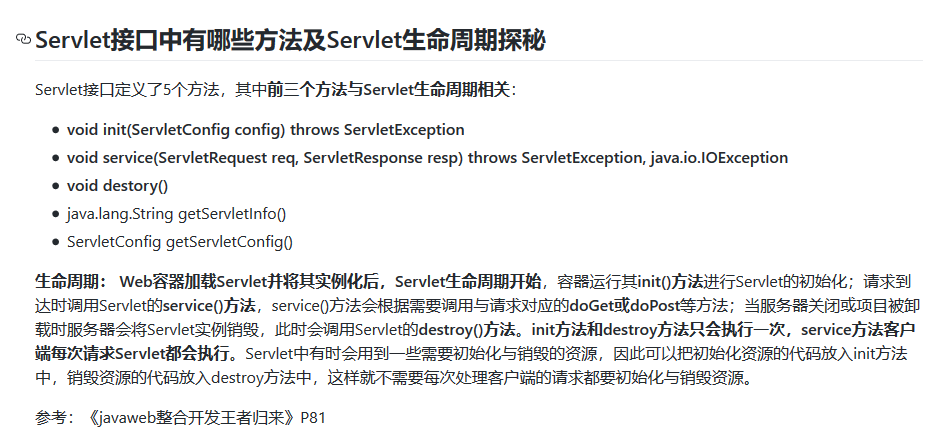 Servlet接口中有哪些方法及Servlet生命周期探秘
Servlet接口定义了5个方法，其中前三个方法与Servlet生命周期相关：
● void init(ServletConfig config) throws ServletException
● void service(ServletRequest req, ServletResponse resp) throws ServletException, java.io.IOException
● void destory()
● java.lang.String getServletInfo()
● ServletConfig getServletConfig()
生命周期： Web容器加载Servlet并将其实例化后，Servlet生命周期开始，容器运行其init()方法进行Servlet的初始化；请求到
达时调用Servlet的service()方法，service()方法会根据需要调用与请求对应的doGet或doPost等方法；当服务器关闭或项目被卸
载时服务器会将Servlet实例销毁，此时会调用Servlet的destroy()方法。init方法和destroy方法只会执行一次，service方法客户
端每次请求Servlet都会执行。Servlet中有时会用到一些需要初始化与销毁的资源，因此可以把初始化资源的代码放入init方法
中，销毁资源的代码放入destroy方法中，这样就不需要每次处理客户端的请求都要初始化与销毁资源。
参考：《javaweb整合开发王者归来》P81